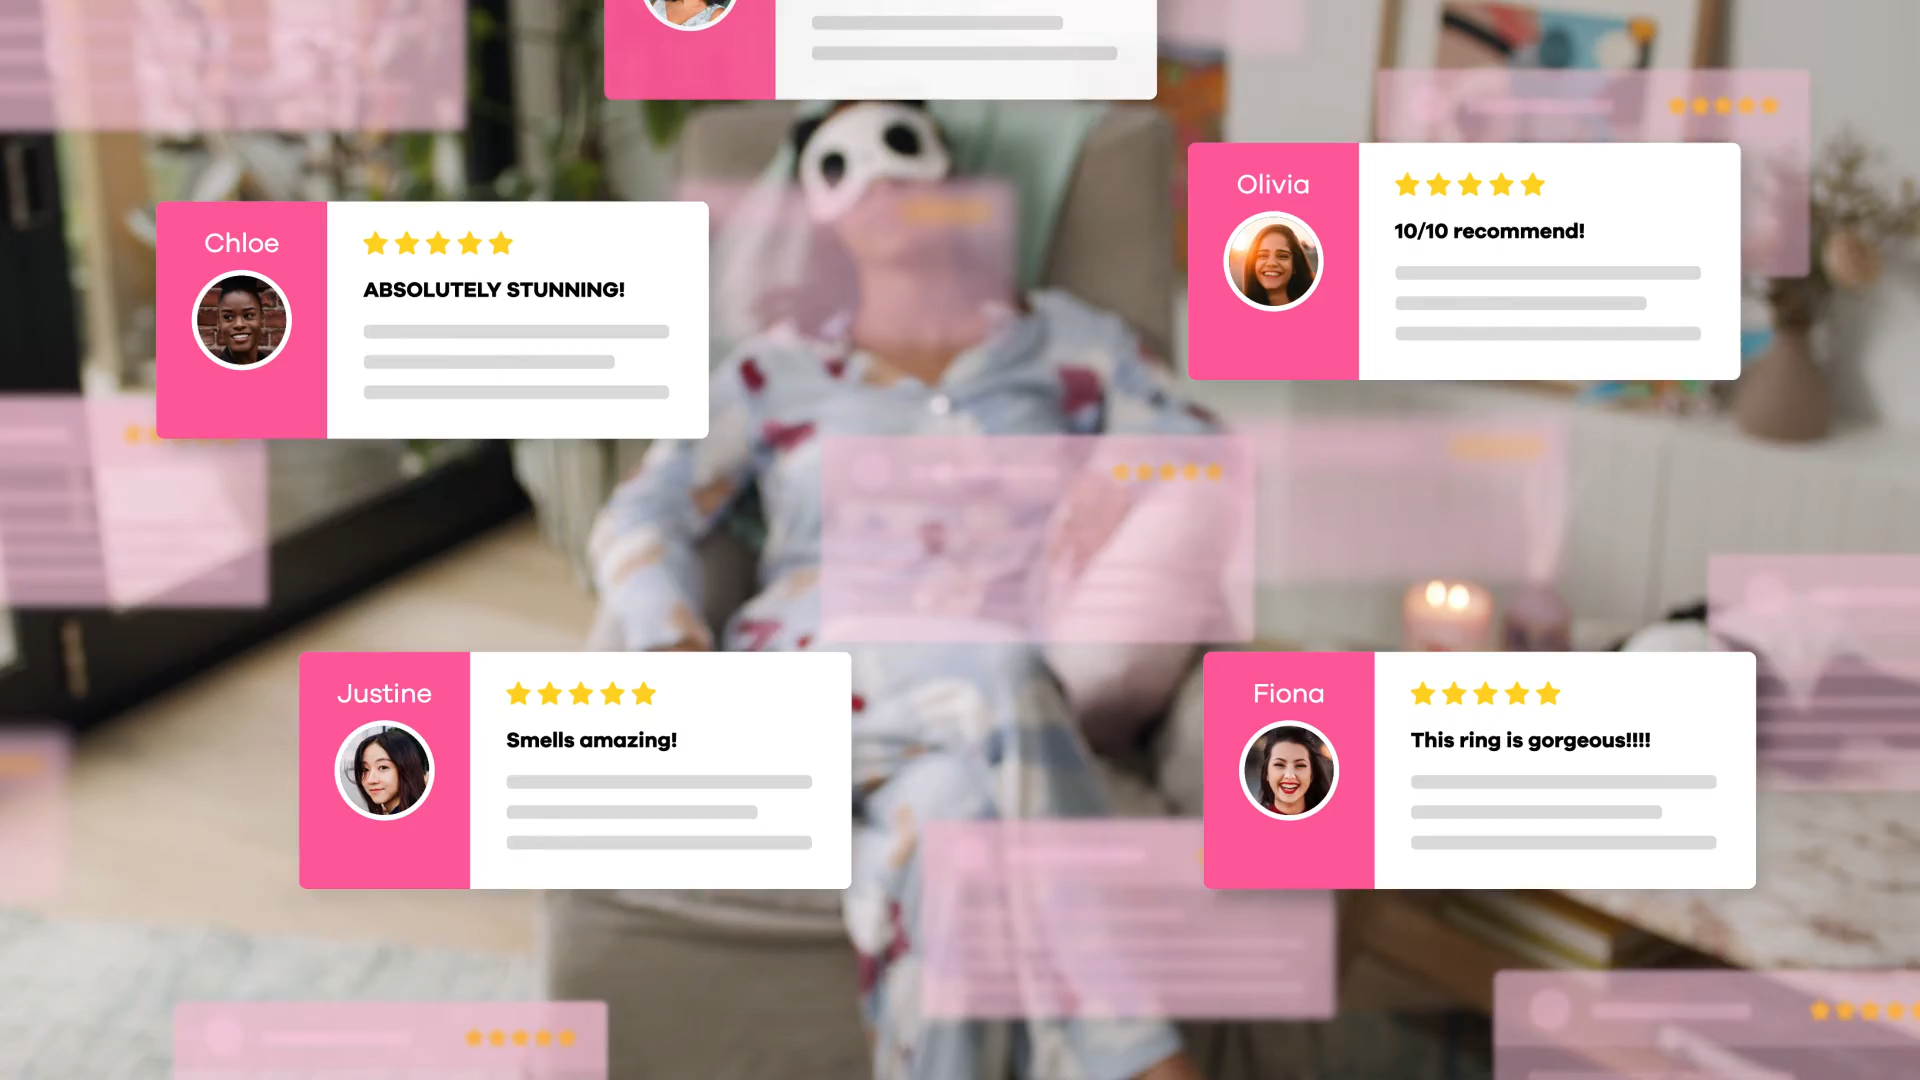 Olivia
10/10 recommend!
Chloe
ABSOLUTELY STUNNING!
Justine
Smells amazing!
Fiona
This ring is gorgeous!!!!